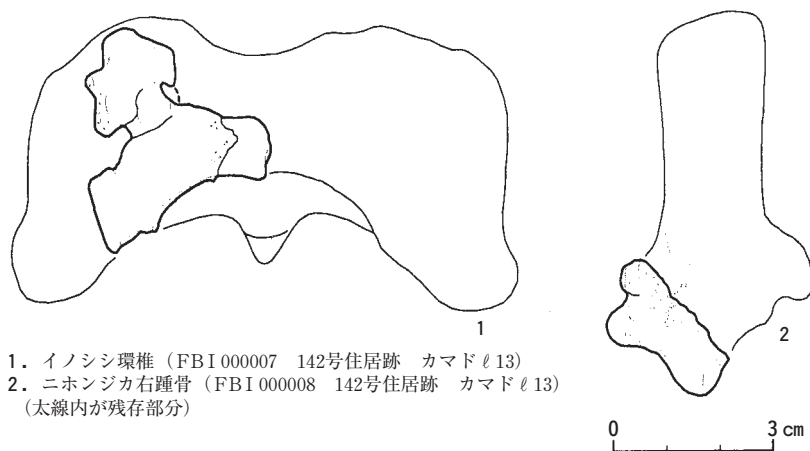 1
2
1．イノシシ環椎（FBI000007　142号住居跡　カマドℓ13）
2．ニホンジカ右踵骨（FBI000008　142号住居跡　カマドℓ13）
（太線内が残存部分）
0　3 cm